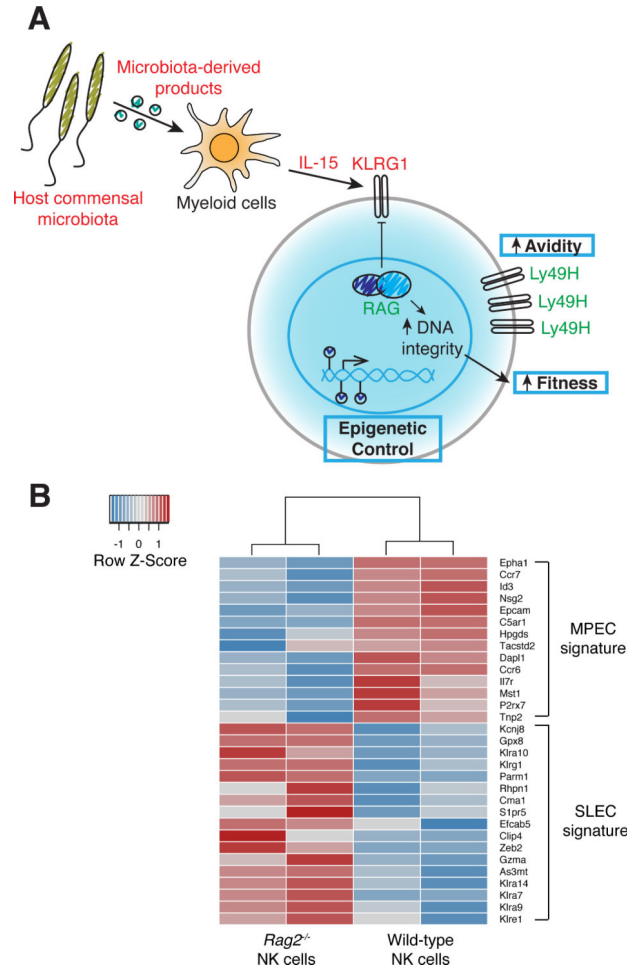 A
Microbiota-derived
products
Host commensal
microbiota
Myeloid cells
IL-15
KLRG1
Avidity
Ly49H
Ly49H
Ly49H
RAG
DNA
integrity
Fitness
Epigenetic
Control
B
-1 0 1
Row Z-Score
Epha1
Ccr7
Id3
Nsg2
Epcam
C5ar1
Hpgds
Tacstd2
Dapl1
Ccr6
Il7r
Mst1
P2rx7
Tnp2
MPEC
signature
Kcnj8
Gpx8
Klra10
Klrg1
Parm1
Rhpn1
Cma1
S1pr5
Efcab5
Clip4
Zeb2
Gzma
As3mt
Klra14
Klra7
Klra9
Klre1
SLEC
signature
Rag2-/-
NK cells
Wild-type
NK cells